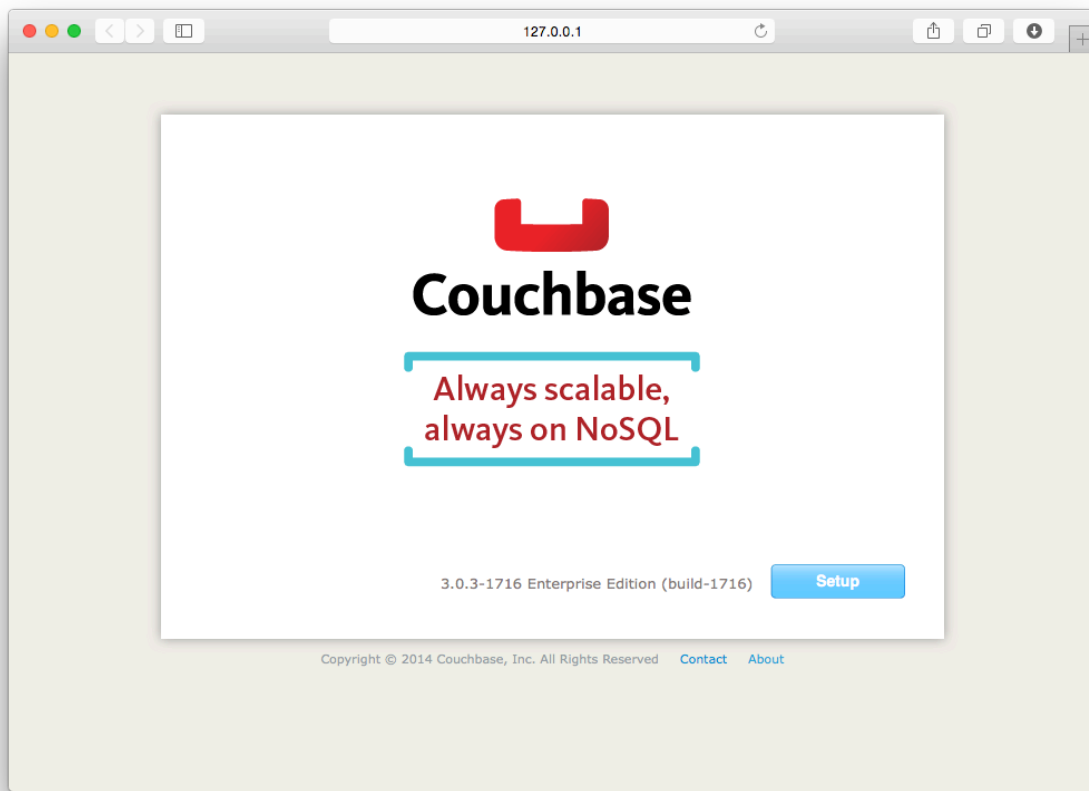 127.0.0.1
Couchbase
Always scalable,
always on NoSQL
3.0.3-1716 Enterprise Edition (build-1716) Setup
Copyright © 2014 Couchbase, Inc. All Rights Reserved Contact About